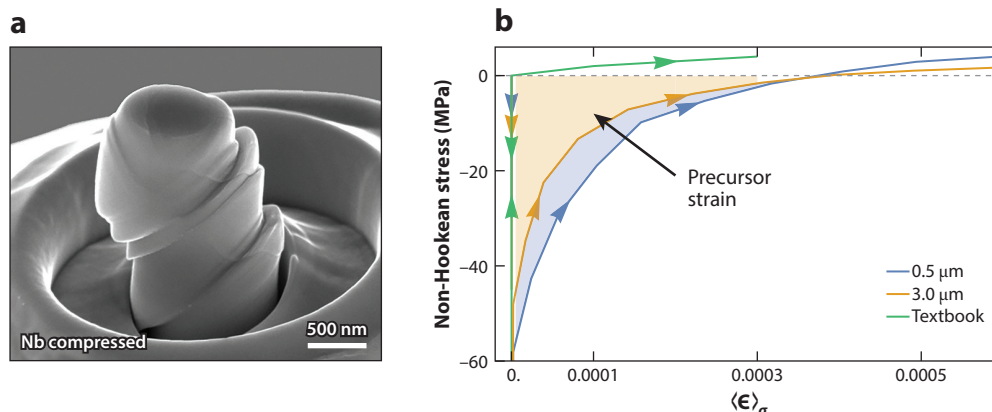 a
Nb compressed
500 nm
b
Non-Hookean stress (MPa)
0
−20
−40
−60
0.
0.0001
0.0003
0.0005
⟨ϵ⟩σ
Precursor
strain
0.5 μm
3.0 μm
Textbook